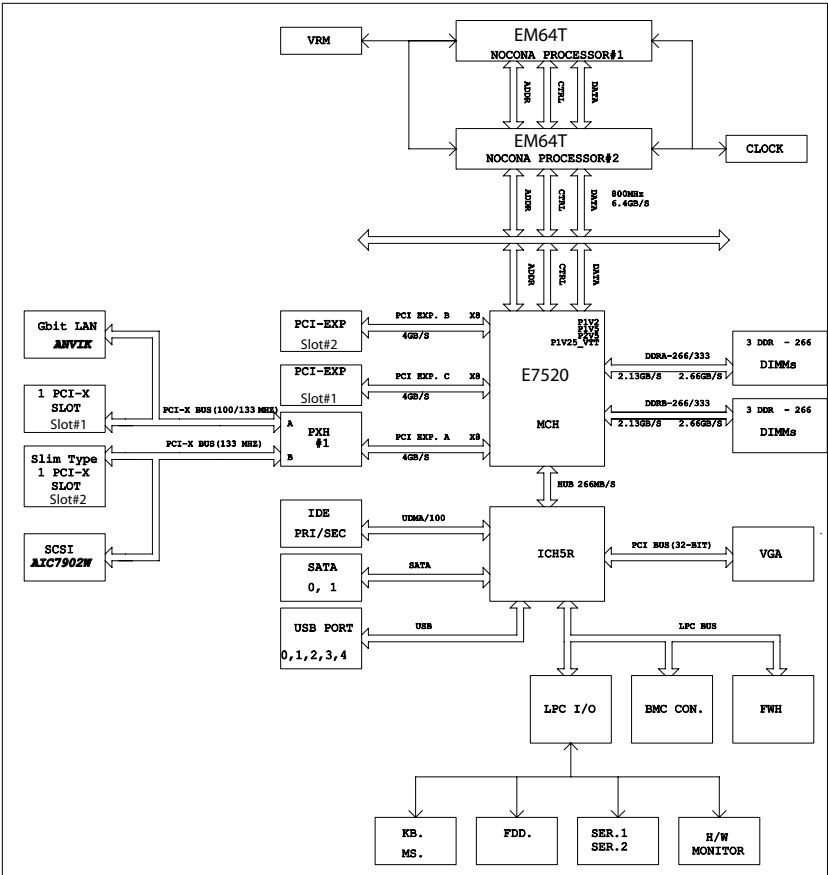 VRM
EM64T
NOCONA PROCESSOR#1
ADDR
CTRL
DATA
EM64T
NOCONA PROCESSOR#2
CLOCK
ADDR
CTRL
DATA
800MHz
6.4GB/S
ADDR
CTRL
DATA
Gbit LAN
ANVIK
1 PCI-X
SLOT
Slot#1
Slim Type
1 PCI-X
SLOT
Slot#2
SCSI
AIC7902W
PCI-X BUS(100/133 MHZ)
PCI-X BUS(133 MHZ)
PCI-EXP
Slot#2
PCI EXP. B X8
4GB/S
PCI-EXP
Slot#1
PCI EXP. C X8
4GB/S
A
B
PXH
#1
PCI EXP. A X8
4GB/S
P1V2
P1V5
P2V5
P1V25_VTT
E7520
MCH
DDRA-266/333
2.13GB/S 2.66GB/S
3 DDR - 266
DIMMs
DDRB-266/333
2.13GB/S 2.66GB/S
3 DDR - 266
DIMMs
HUB 266MB/S
IDE
PRI/SEC
UDMA/100
SATA
0, 1
SATA
USB PORT
0,1,2,3,4
USB
ICH5R
PCI BUS(32-BIT)
VGA
LPC BUS
LPC I/O
BMC CON.
FWH
KB.
MS.
FDD.
SER.1
SER.2
H/W
MONITOR